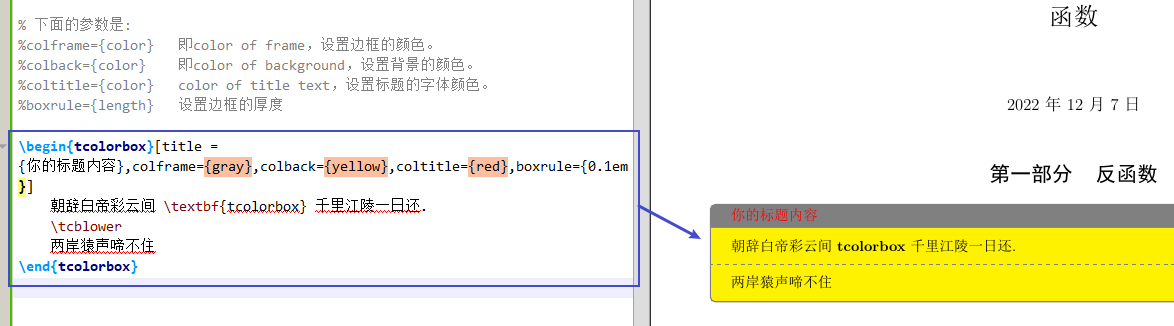 % 下面的参数是:
%colframe={color} 即color of frame，设置边框的颜色。
%colback={color} 即color of background，设置背景的颜色。
%coltitle={color} color of title text，设置标题的字体颜色。
%boxrule={length} 设置边框的厚度
\begin{tcolorbox}[title =
{你的标题内容},colframe={gray},colback={yellow},coltitle={red},boxrule={0.1em
}]
朝辞白帝彩云间 \textbf{tcolorbox} 千里江陵一日还.
\tcblower
两岸猿声啼不住
\end{tcolorbox}
函数
2022 年 12 月 7 日
第一部分 反函数
你的标题内容
朝辞白帝彩云间 tcolorbox 千里江陵一日还.
两岸猿声啼不住